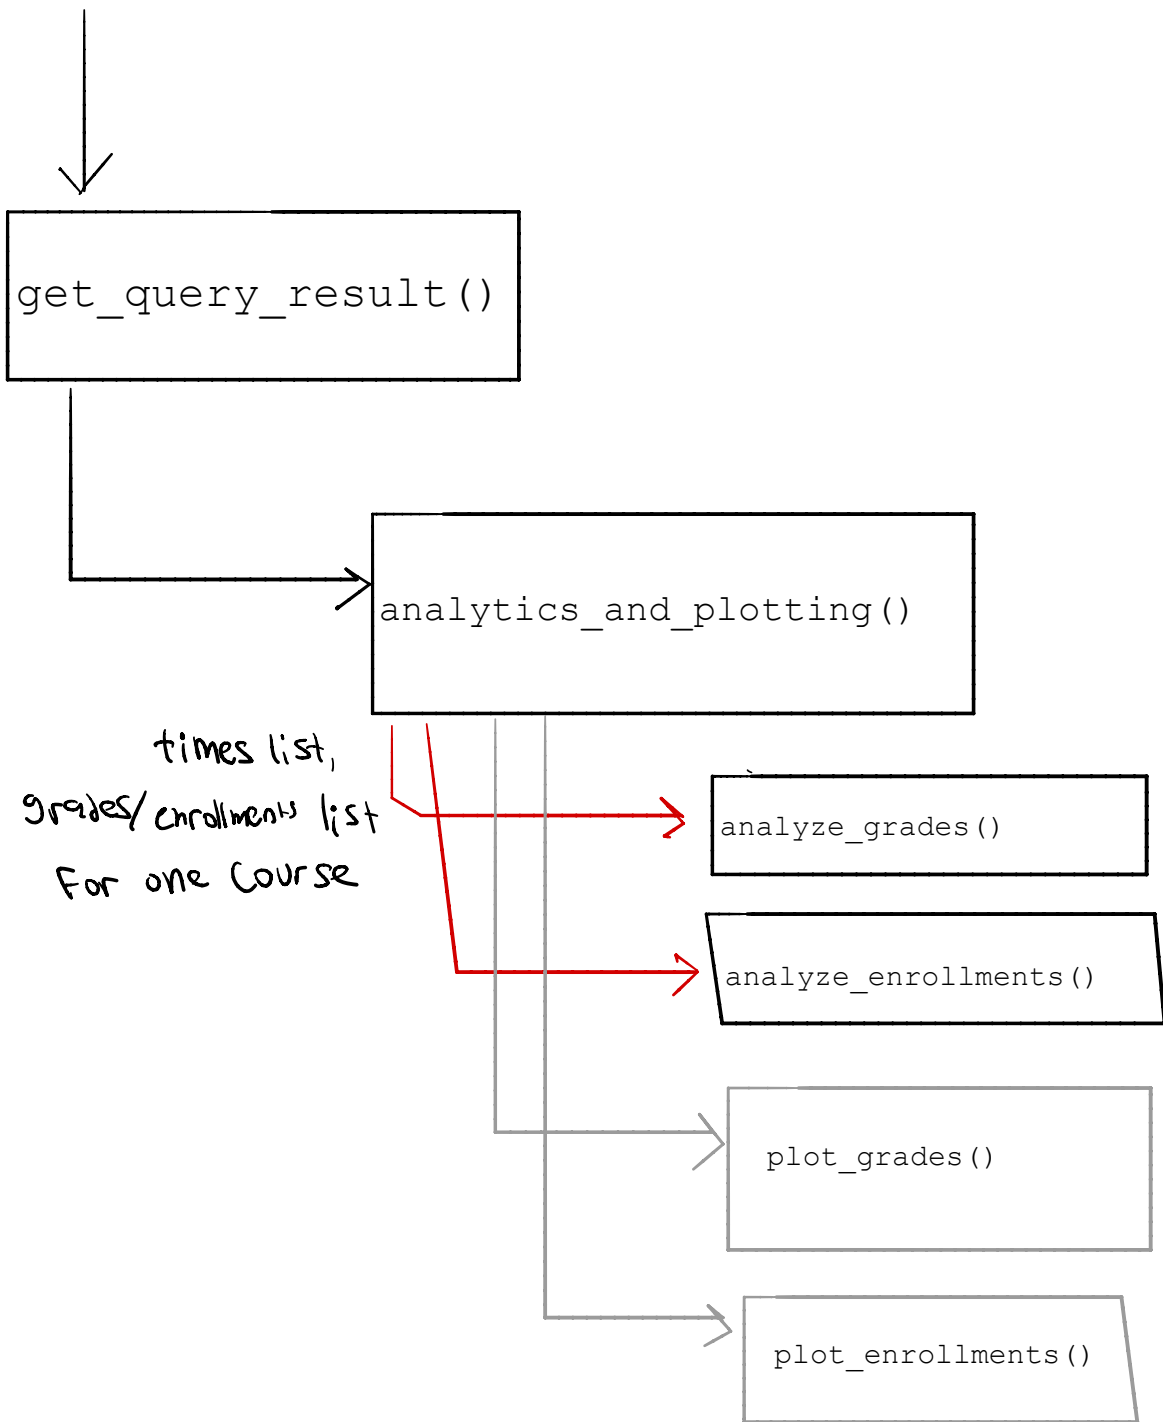 get_query_result()
analytics_and_plotting()
times list,
grades/enrollments list
For one Course
analyze_grades()
analyze_enrollments()
plot_grades()
plot_enrollments()